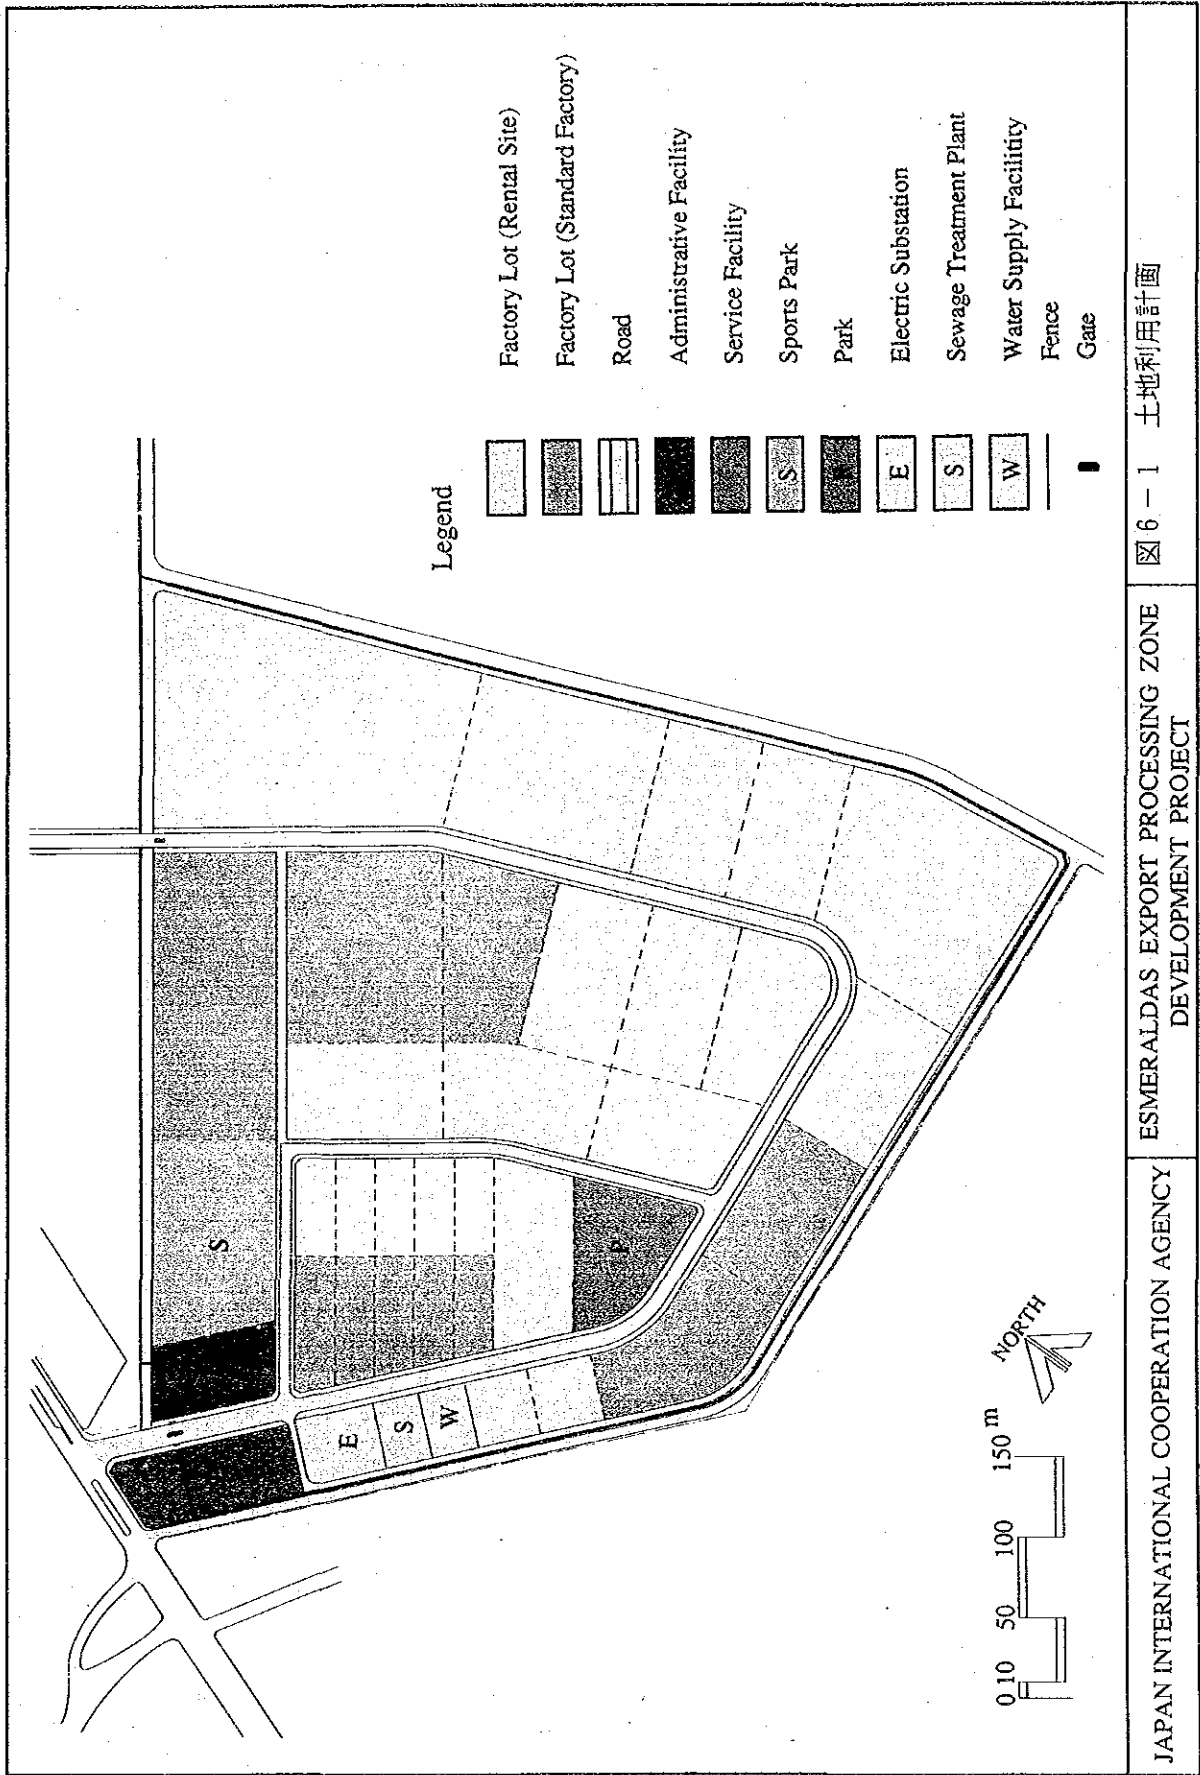 Legend
Factory Lot (Rental Site)
Factory Lot (Standard Factory)
Road
Administrative Facility
Service Facility
S Sports Park
Park
E Electric Substation
S Sewage Treatment Plant
W Water Supply Facilitiy
Fence
Gate
S
P
E
S
W
NORTH
0 10 50 100 150 m
JAPAN INTERNATIONAL COOPERATION AGENCY
ESMERALDAS EXPORT PROCESSING ZONE
DEVELOPMENT PROJECT
図6-1 土地利用計画